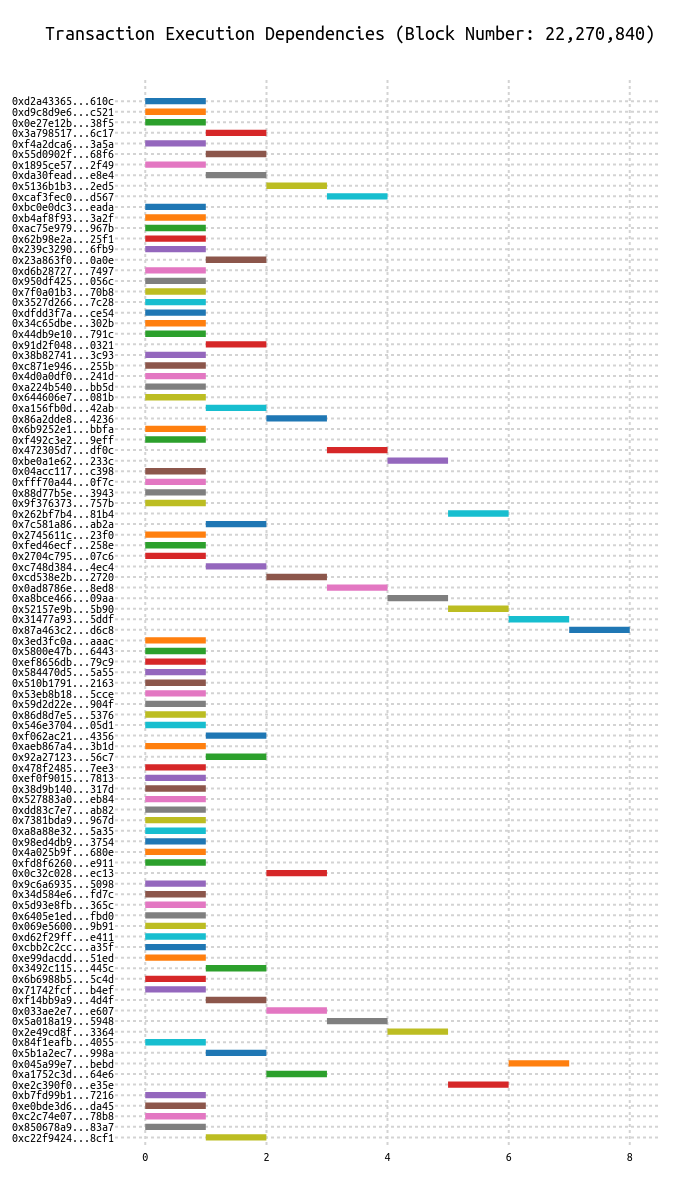 Transaction Execution Dependencies (Block Number: 22,270,840)
0xd2a43365...610c
0xd9c8d9e6...c521
0x0e27e12b...38f5
0x3a798517...6c17
0xf4a2dca6...3a5a
0x55d0902f...68f6
0x1895ce57...2f49
0xda30fead...e8e4
0x5136b1b3...2ed5
0xcaf3fec0...d567
0xbc0e0dc3...eada
0xb4af8f93...3a2f
0xac75e979...967b
0x62b98e2a...25f1
0x239c3290...6fb9
0x23a863f0...0a0e
0xd6b28727...7497
0x950df425...056c
0x7f0a01b3...70b8
0x3527d266...7c28
0xdfdd3f7a...ce54
0x34c65dbe...302b
0x44db9e10...791c
0x91d2f048...0321
0x38b82741...3c93
0xc871e946...255b
0x4d0a0df0...241d
0xa224b540...bb5d
0x644606e7...081b
0xa156fb0d...42ab
0x86a2dde8...4236
0x6b9252e1...bbfa
0xf492c3e2...9eff
0x472305d7...df0c
0xbe0a1e62...233c
0x04acc117...c398
0xfff70a44...0f7c
0x88d77b5e...3943
0x9f376373...757b
0x262bf7b4...81b4
0x7c581a86...ab2a
0x2745611c...23f0
0xfed46ecf...258e
0x2704c795...07c6
0xc748d384...4ec4
0xcd538e2b...2720
0x0ad8786e...8ed8
0xa8bce466...09aa
0x52157e9b...5b90
0x31477a93...5ddf
0x87a463c2...d6c8
0x3ed3fc0a...aaac
0x5800e47b...6443
0xef8656db...79c9
0x584470d5...5a55
0x510b1791...2163
0x53eb8b18...5cce
0x59d2d22e...904f
0x86d8d7e5...5376
0x546e3704...05d1
0xf062ac21...4356
0xaeb867a4...3b1d
0x92a27123...56c7
0x478f2485...7ee3
0xef0f9015...7813
0x38d9b140...317d
0x527883a0...eb84
0xdd83c7e7...ab82
0x7381bda9...967d
0xa8a88e32...5a35
0x98ed4db9...3754
0x4a025b9f...680e
0xfd8f6260...e911
0x0c32c028...ec13
0x9c6a6935...5098
0x34d584e6...fd7c
0x5d93e8fb...365c
0x6405e1ed...fbd0
0x069e5600...9b91
0xd62f29ff...e411
0xcbb2c2cc...a35f
0xe99dacdd...51ed
0x3492c115...445c
0x6b6988b5...5c4d
0x71742fcf...b4ef
0xf14bb9a9...4d4f
0x033ae2e7...e607
0x5a018a19...5948
0x2e49cd8f...3364
0x84f1eafb...4055
0x5b1a2ec7...998a
0x045a99e7...bebd
0xa1752c3d...64e6
0xe2c390f0...e35e
0xb7fd99b1...7216
0xe0bde3d6...da45
0xc2c74e07...78b8
0x850678a9...83a7
0xc22f9424...8cf1
0 2 4 6 8